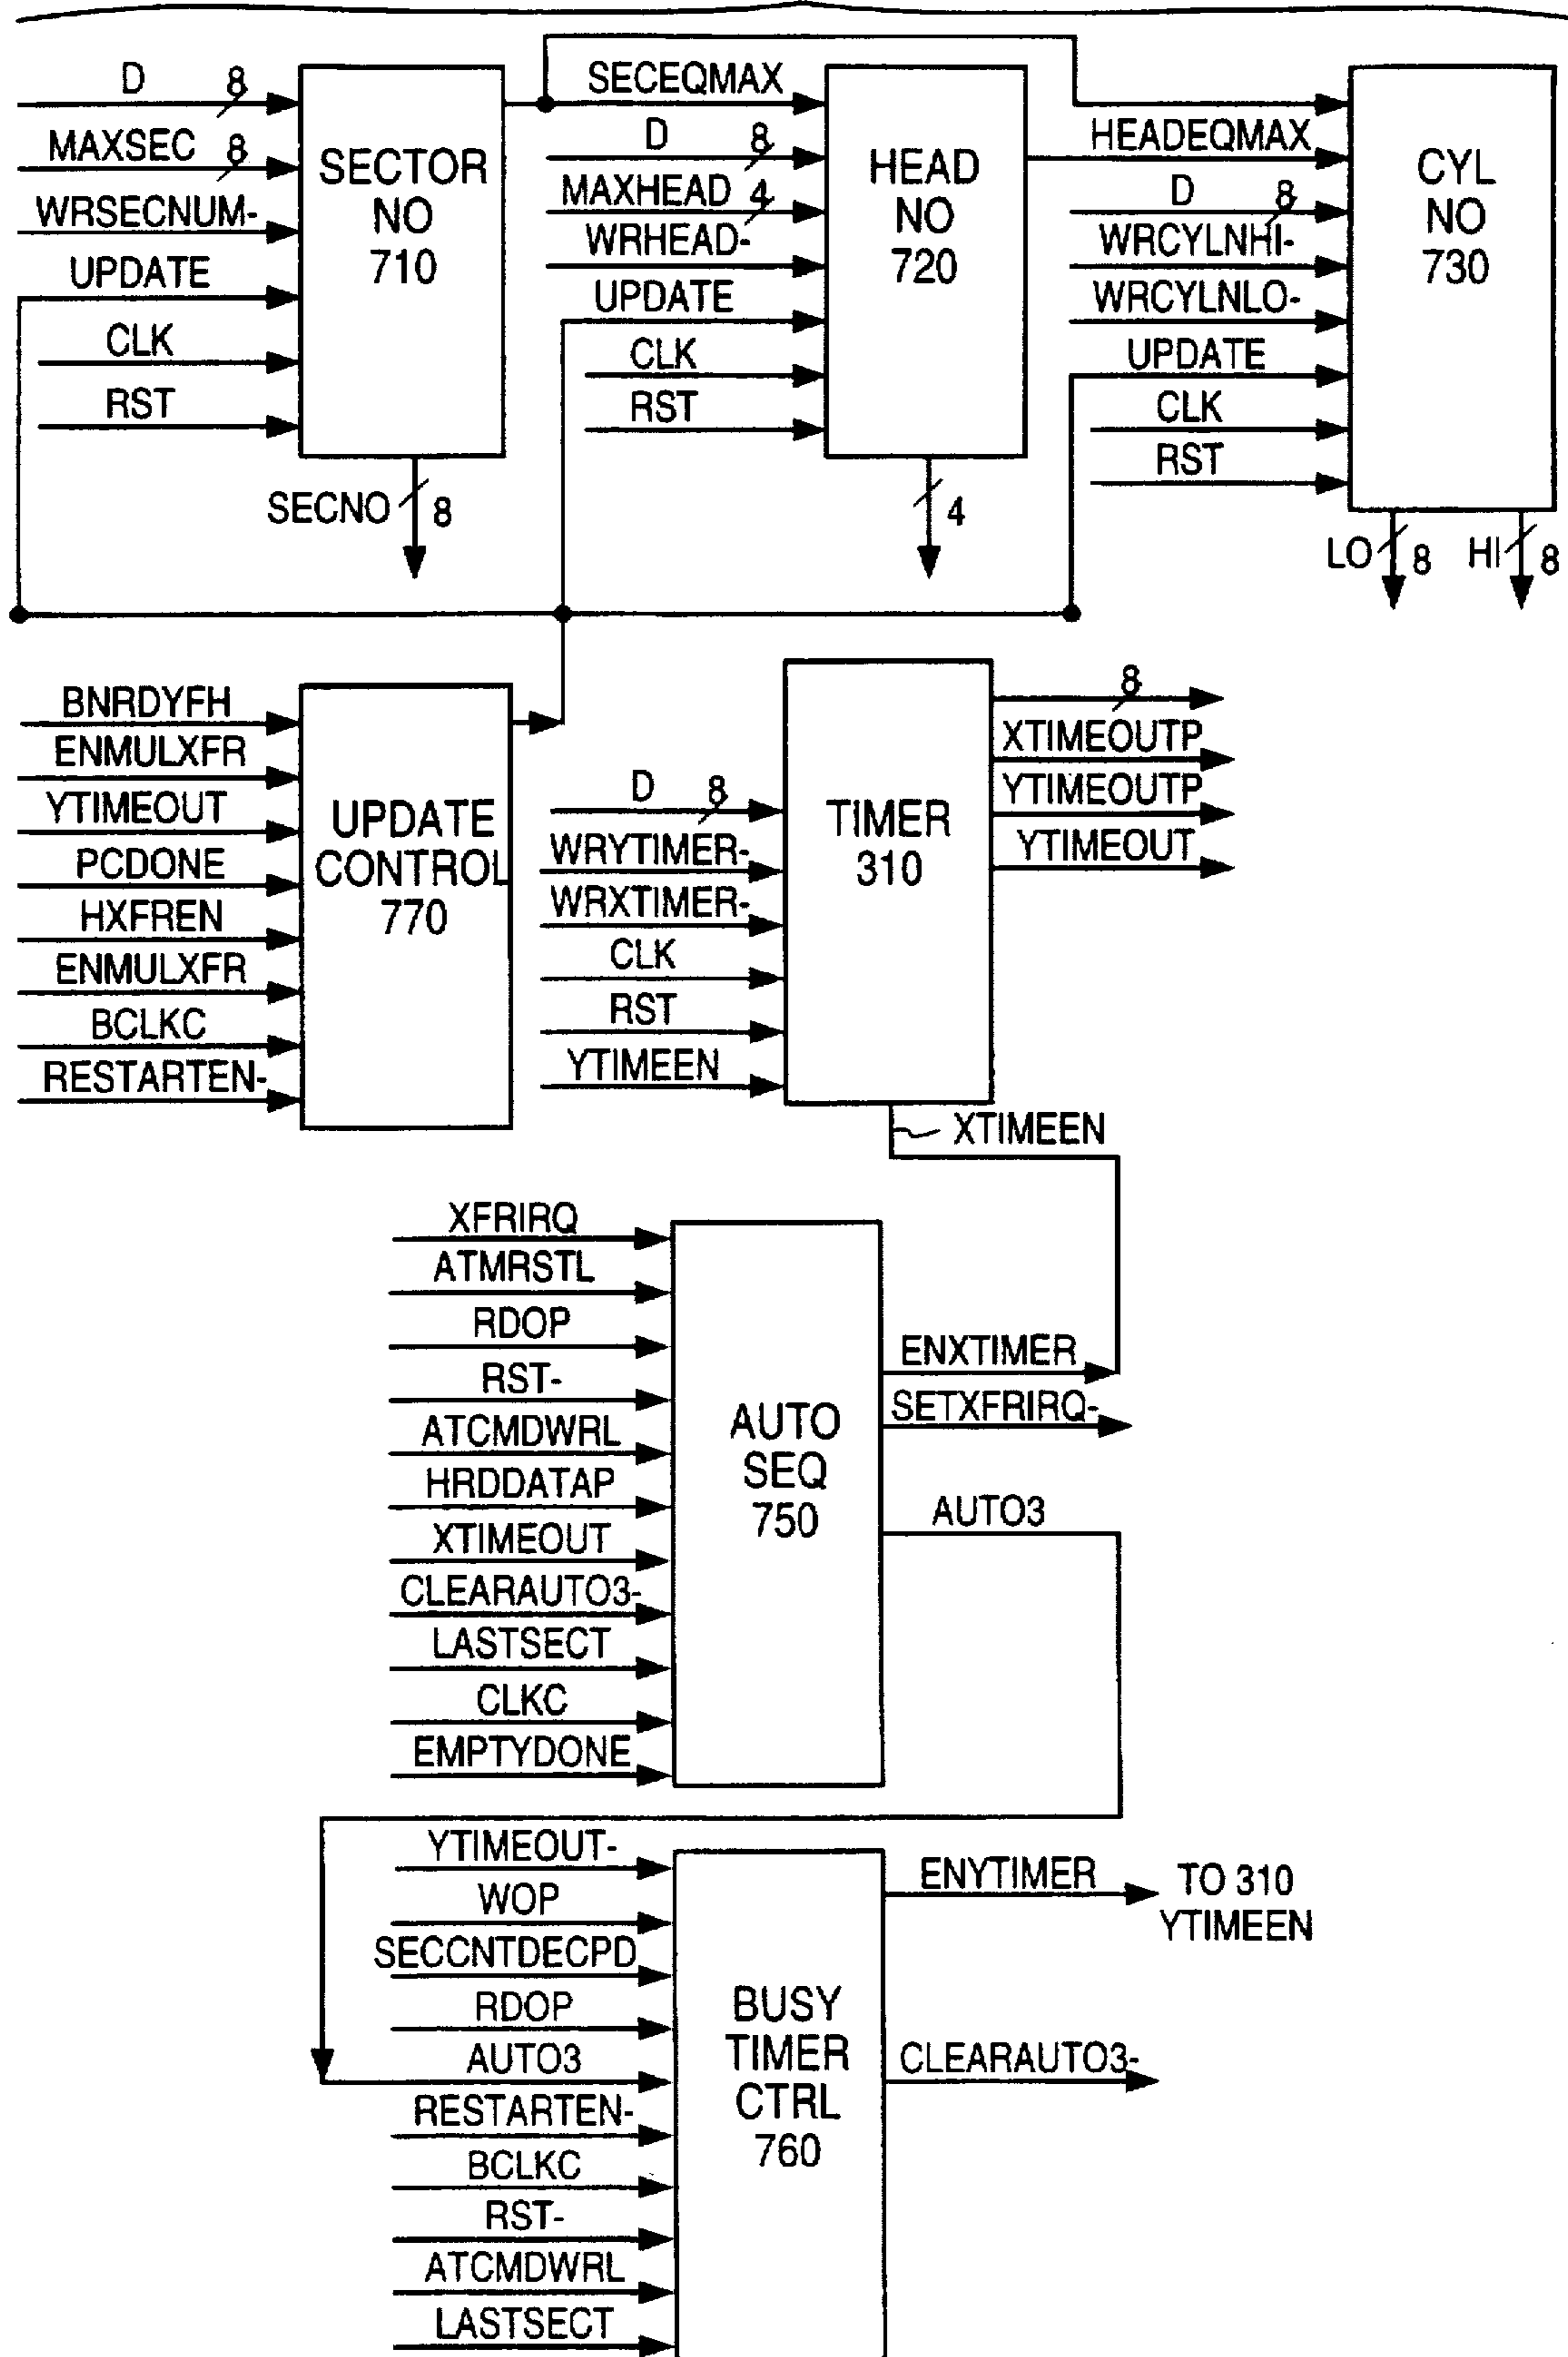 D 8
MAXSEC 8
WRSECNUM-
UPDATE
CLK
RST
SECTOR
NO
710
SECNO 8
SECEQMAX
D 8
MAXHEAD 4
WRHEAD-
UPDATE
CLK
RST
HEAD
NO
720
4
HEADEQMAX
D 8
WRCYLNHI-
WRCYLNLO-
UPDATE
CLK
RST
CYL
NO
730
LO 8 HI 8
BNRDYFH
ENMULXFR
YTIMEOUT
PCDONE
HXFREN
ENMULXFR
BCLKC
RESTARTEN-
UPDATE
CONTROL
770
D 8
WRYTIMER-
WRXTIMER-
CLK
RST
YTIMEEN
TIMER
310
8
XTIMEOUTP
YTIMEOUTP
YTIMEOUT
XTIMEEN
XFRIRQ
ATMRSTL
RDOP
RST-
ATCMDWRL
HRDDATAP
XTIMEOUT
CLEARAUTO3-
LASTSECT
CLKC
EMPTYDONE
AUTO
SEQ
750
ENXTIMER
SETXFRIRQ-
AUTO3
YTIMEOUT-
WOP
SECCNTDECPD
RDOP
AUTO3
RESTARTEN-
BCLKC
RST-
ATCMDWRL
LASTSECT
BUSY
TIMER
CTRL
760
ENYTIMER
TO 310
YTIMEEN
CLEARAUTO3-